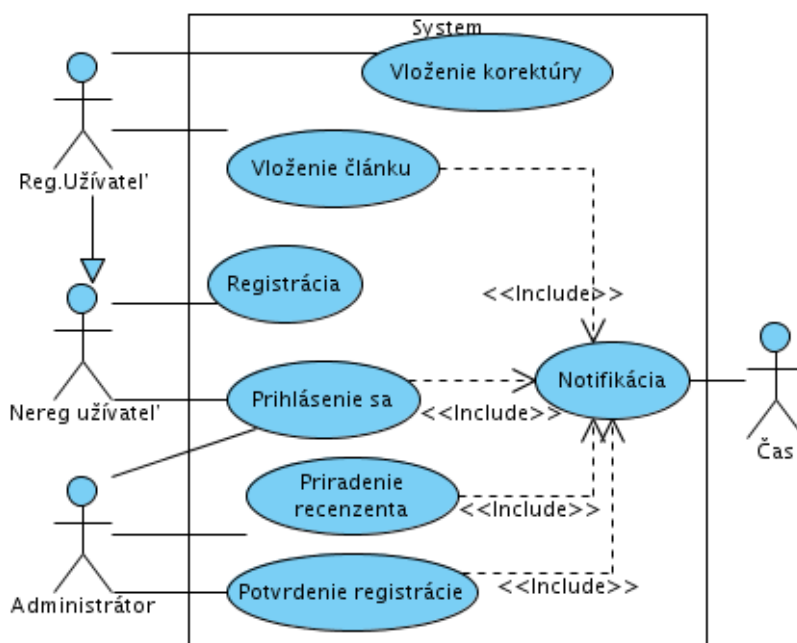 System
Vloženie korektúry
Reg.Užívateľ
Vloženie článku
Registrácia
<<Include>>
Nereg užívateľ
Prihlásenie sa
<<Include>>
Notifikácia
Čas
Priradenie
recenzenta
<<Include>>
Administrátor
Potvrdenie registrácie
<<Include>>